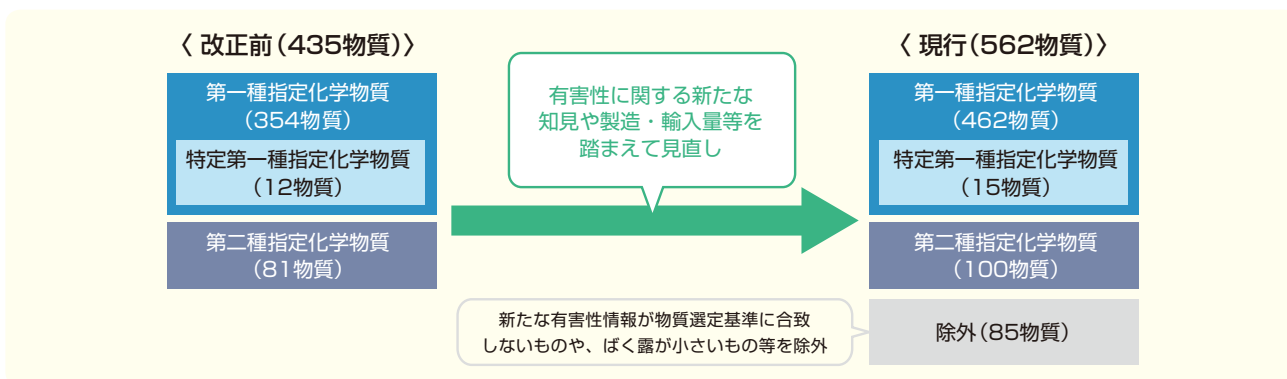 〈 改正前(435物質)〉
第一種指定化学物質
(354物質)
特定第一種指定化学物質
(12物質)
第二種指定化学物質
(81物質)
有害性に関する新たな
知見や製造・輸入量等を
踏まえて見直し
〈 現行(562物質)〉
第一種指定化学物質
(462物質)
特定第一種指定化学物質
(15物質)
第二種指定化学物質
(100物質)
新たな有害性情報が物質選定基準に合致
しないものや、ばく露が小さいもの等を除外
除外(85物質)